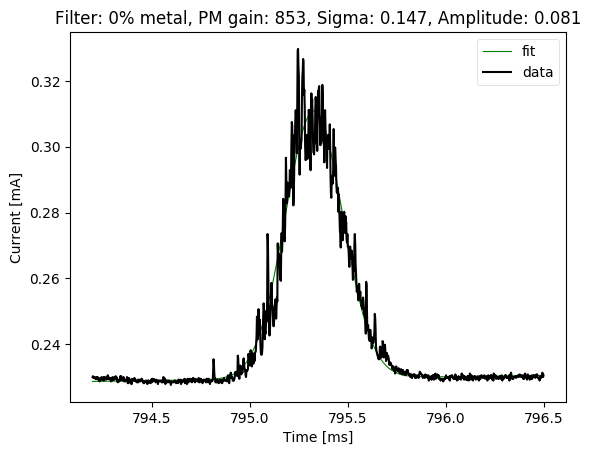 Filter: 0% metal, PM gain: 853, Sigma: 0.147, Amplitude: 0.081
fit
data
0.32
0.30
0.28
0.26
0.24
Current [mA]
794.5 795.0 795.5 796.0 796.5
Time [ms]